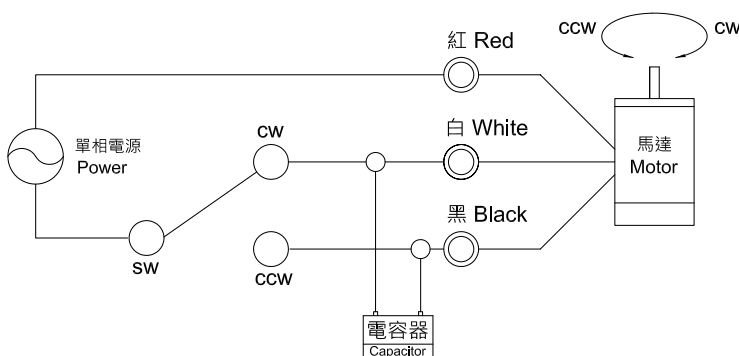 CCW
CW
紅 Red
單相電源
Power
CW
白 White
馬達
Motor
黑 Black
SW
CCW
電容器
Capacitor